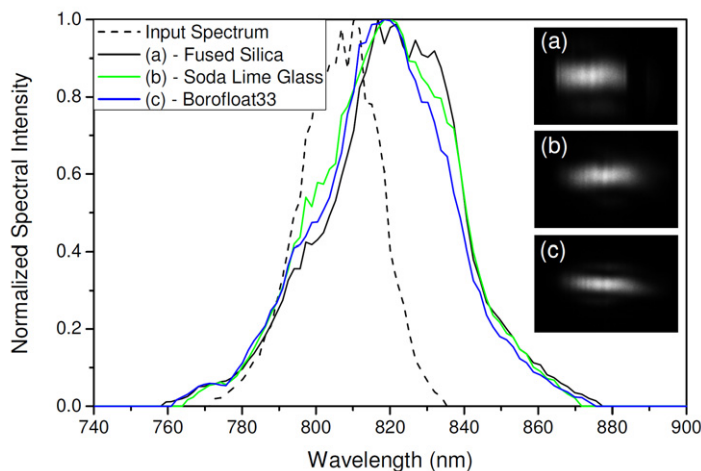 Input Spectrum
(a) - Fused Silica
(b) - Soda Lime Glass
(c) - Borofloat33
(a)
(b)
(c)
Normalized Spectral Intensity
1.0
0.8
0.6
0.4
0.2
0.0
740 760 780 800 820 840 860 880 900
Wavelength (nm)